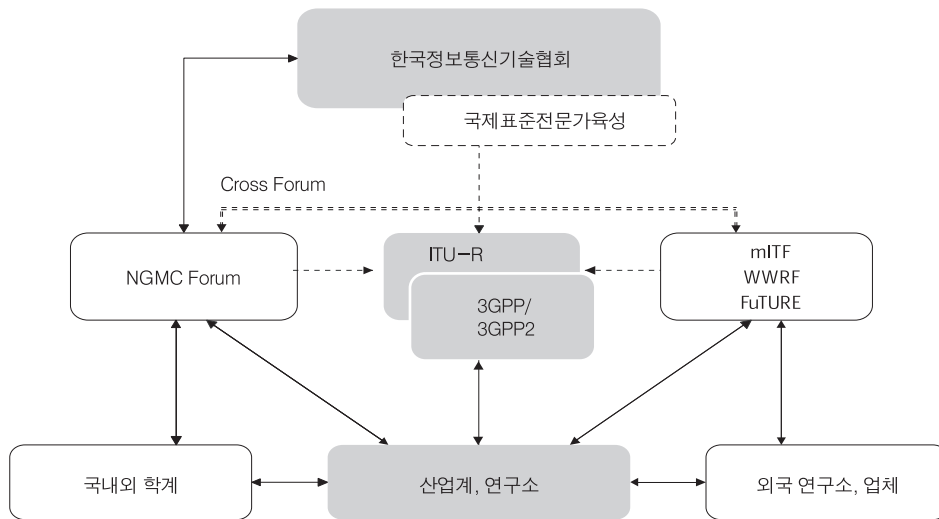 한국정보통신기술협회
국제표준전문가육성
Cross Forum
NGMC Forum
ITU-R
3GPP/
3GPP2
mITF
WWRF
FuTURE
국내외 학계
산업계, 연구소
외국 연구소, 업체